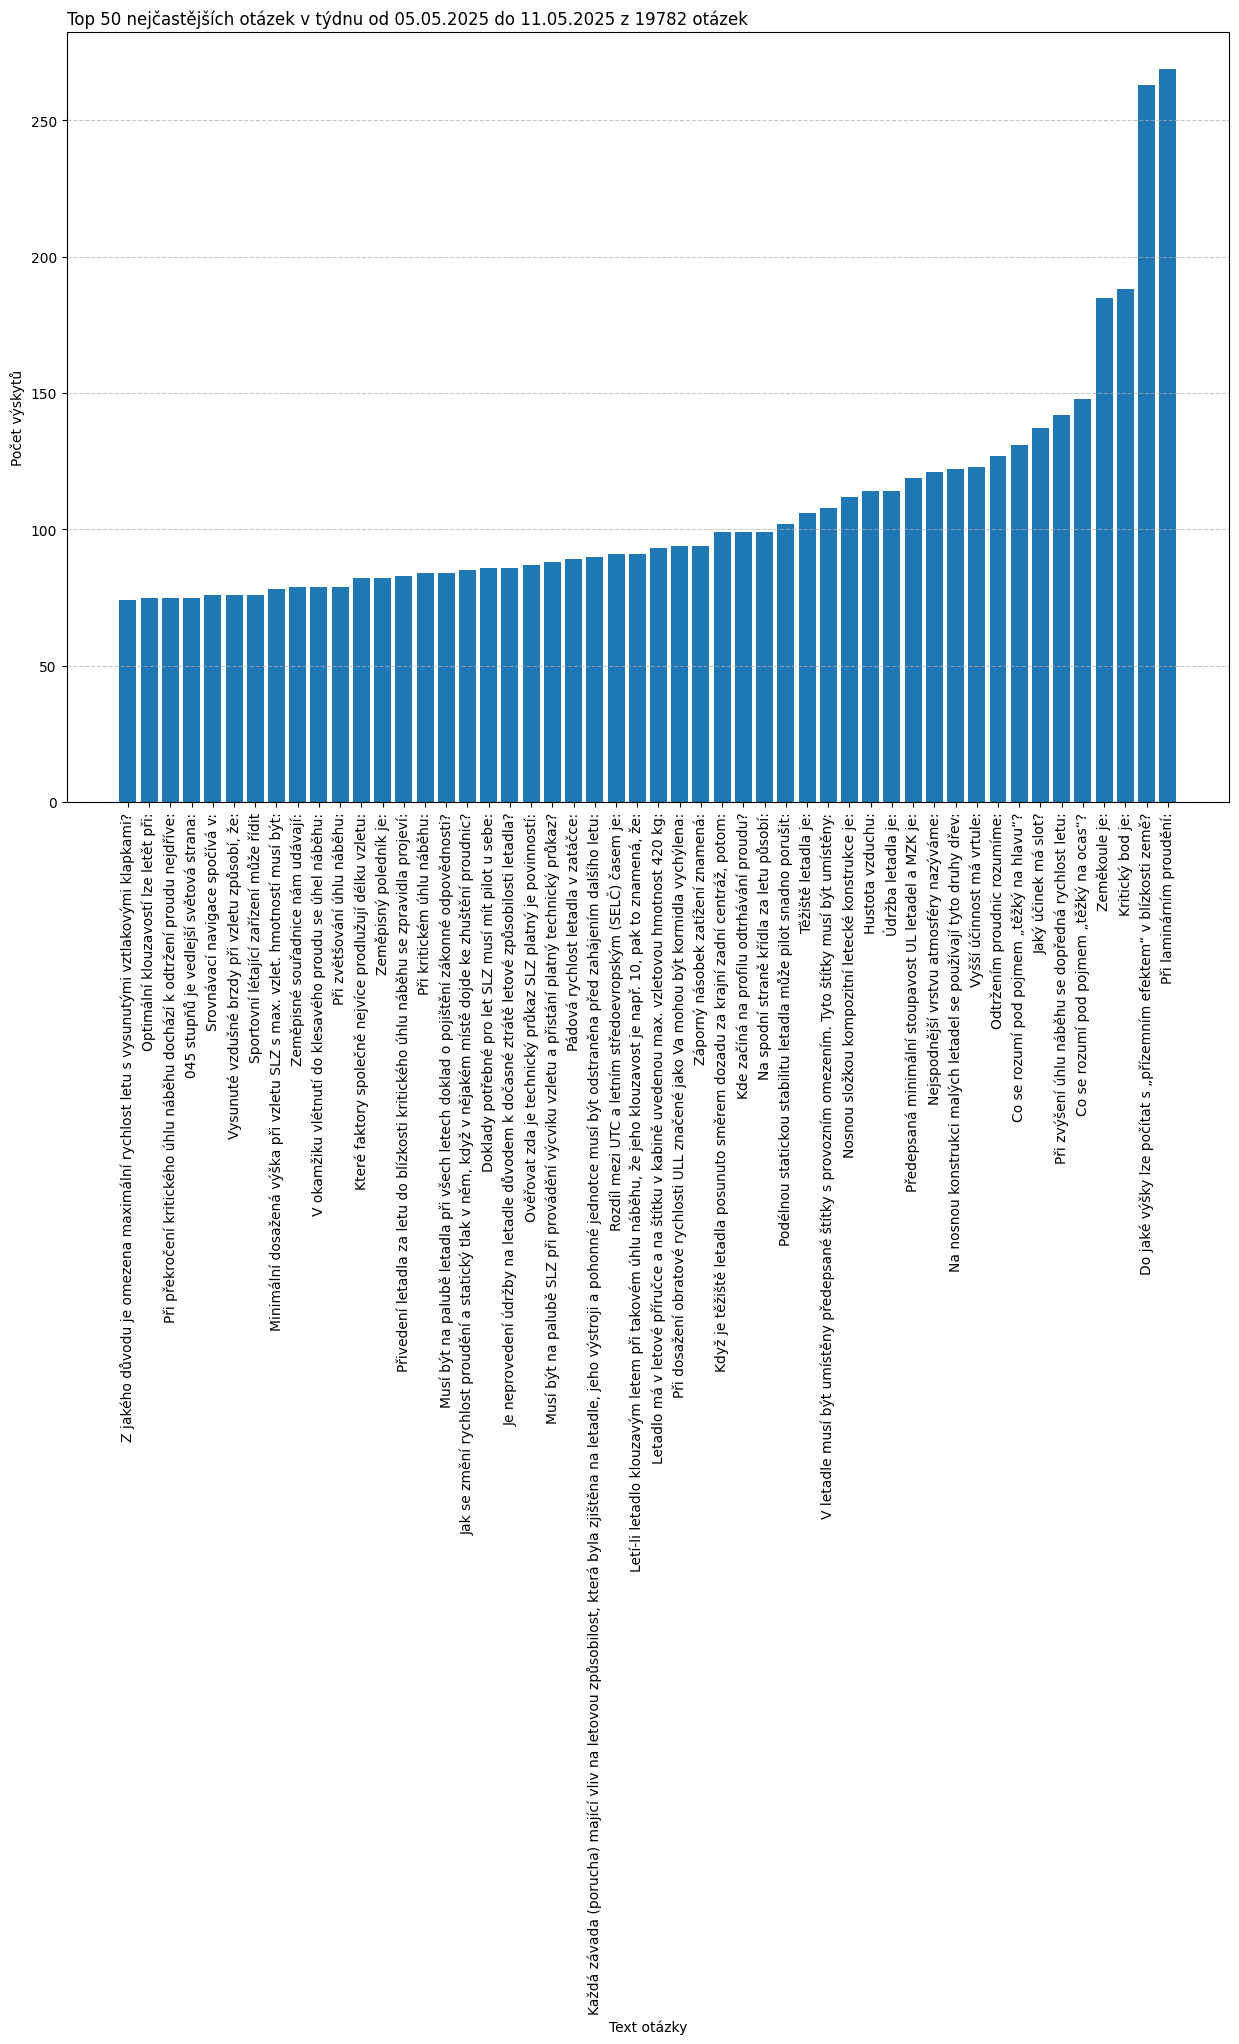 Top 50 nejčastějších otázek v týdnu od 05.05.2025 do 11.05.2025 z 19782 otázek
Počet výskytů
250
200
150
100
50
0
Z jakého důvodu je omezena maximální rychlost letu s vysunutými vztlakovými klapkami?
Optimální klouzavostí lze letět při:
Při překročení kritického úhlu náběhu dochází k odtržení proudu nejdříve:
045 stupňů je vedlejší světová strana:
Srovnávací navigace spočívá v:
Vysunuté vzdušné brzdy při vzletu způsobí, že:
Sportovní létající zařízení může řídit
Minimální dosažená výška při vzletu SLZ s max. vzlet. hmotností musí být:
Zeměpisné souřadnice nám udávají:
V okamžiku vlétnutí do klesavého proudu se úhel náběhu:
Při zvětšování úhlu náběhu:
Které faktory společně nejvíce prodlužují délku vzletu:
Zeměpisný poledník je:
Přivedení letadla za letu do blízkosti kritického úhlu náběhu se zpravidla projeví:
Při kritickém úhlu náběhu:
Musí být na palubě letadla při všech letech doklad o pojištění zákonné odpovědnosti?
Jak se změní rychlost proudění a statický tlak v něm, když v nějakém místě dojde ke zhuštění proudnic?
Doklady potřebné pro let SLZ musí mít pilot u sebe:
Je neprovedení údržby na letadle důvodem k dočasné ztrátě letové způsobilosti letadla?
Ověřovat zda je technický průkaz SLZ platný je povinností:
Musí být na palubě SLZ při provádění výcviku vzletu a přistání platný technický průkaz?
Pádová rychlost letadla v zatáčce:
Každá závada (porucha) mající vliv na letovou způsobilost, která byla zjištěna na letadle, jeho výstroji a pohonné jednotce musí být odstraněna před zahájením dalšího letu:
Rozdíl mezi UTC a letním středoevropským (SELČ) časem je:
Letí-li letadlo klouzavým letem při takovém úhlu náběhu, že jeho klouzavost je např. 10, pak to znamená, že:
Letadlo má v letové příručce a na štítku v kabině uvedenou max. vzletovou hmotnost 420 kg:
Při dosažení obratové rychlosti ULL značené jako Va mohou být kormidla vychýlena:
Záporný násobek zatížení znamená:
Když je těžiště letadla posunuto směrem dozadu za krajní zadní centráž, potom:
Kde začíná na profilu odtrhávání proudu?
Na spodní straně křídla za letu působí:
Podélnou statickou stabilitu letadla může pilot snadno porušit:
Těžiště letadla je:
V letadle musí být umístěny předepsané štítky s provozním omezením. Tyto štítky musí být umístěny:
Nosnou složkou kompozitní letecké konstrukce je:
Hustota vzduchu:
Údržba letadla je:
Předepsaná minimální stoupavost UL letadel a MZK je:
Nejspodnější vrstvu atmosféry nazýváme:
Na nosnou konstrukci malých letadel se používají tyto druhy dřev:
Vyšší účinnost má vrtule:
Odtržením proudnic rozumíme:
Co se rozumí pod pojmem „těžký na hlavu“?
Jaký účinek má slot?
Při zvýšení úhlu náběhu se dopředná rychlost letu:
Co se rozumí pod pojmem „těžký na ocas“?
Zeměkoule je:
Kritický bod je:
Do jaké výšky lze počítat s „přízemním efektem“ v blízkosti země?
Při laminárním proudění:
Text otázky